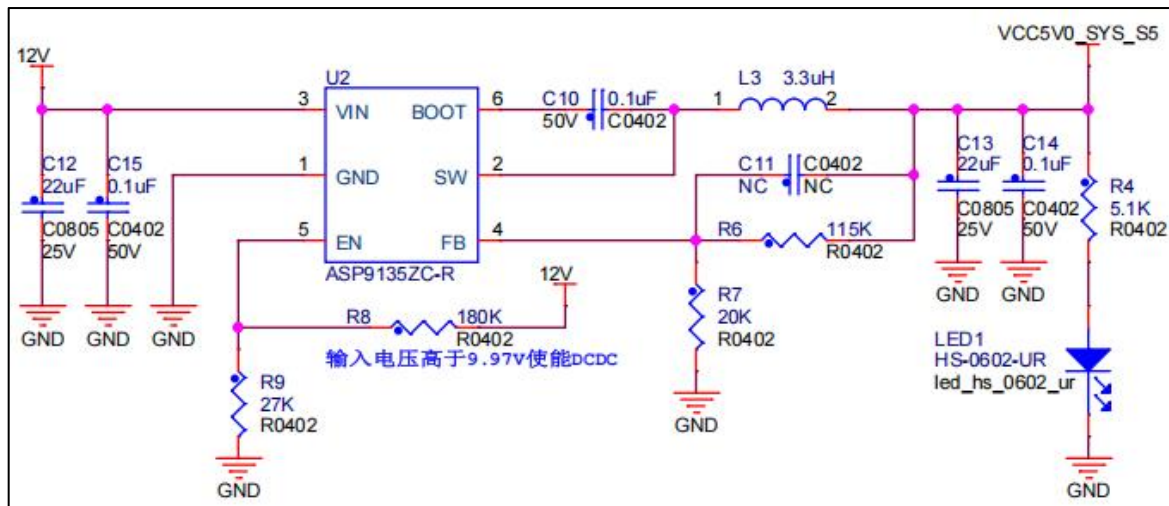 VCC5V0_SYS_S5
12V
U2
3
VIN
BOOT
6
C10
50V
0.1uF
C0402
1
L3
3.3uH
2
C12
22uF
C0805
25V
C15
0.1uF
C0402
50V
1
GND
SW
2
C11
NC
C0402
NC
C13
22uF
C0805
25V
C14
0.1uF
C0402
50V
R4
5.1K
R0402
5
EN
FB
4
R6
115K
R0402
ASP9135ZC-R
12V
GND
GND
GND
R8
180K
R0402
输入电压高于9.97V使能DCDC
R7
20K
R0402
GND
GND
LED1
HS-0602-UR
led_hs_0602_ur
R9
27K
R0402
GND
GND
GND